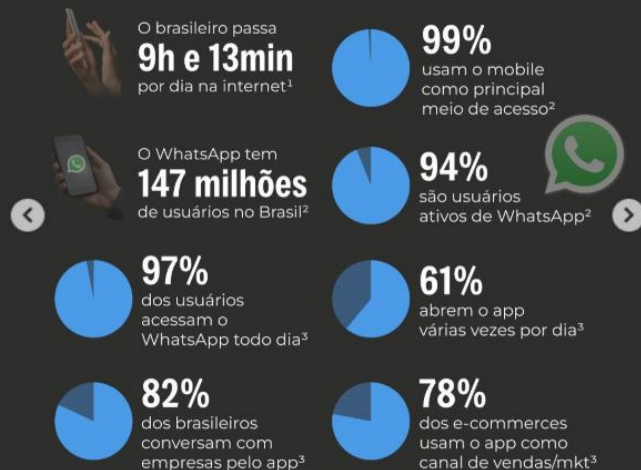 O brasileiro passa
9h e 13min
por dia na internet¹
99%
usam o mobile
como principal
meio de acesso²
O WhatsApp tem
147 milhões
de usuários no Brasil²
94%
são usuários
ativos de WhatsApp²
97%
dos usuários
acessam o
WhatsApp todo dia³
61%
abrem o app
várias vezes por dia³
82%
dos brasileiros
conversam com
empresas pelo app³
78%
dos e-commerces
usam o app como
canal de vendas/mkt³